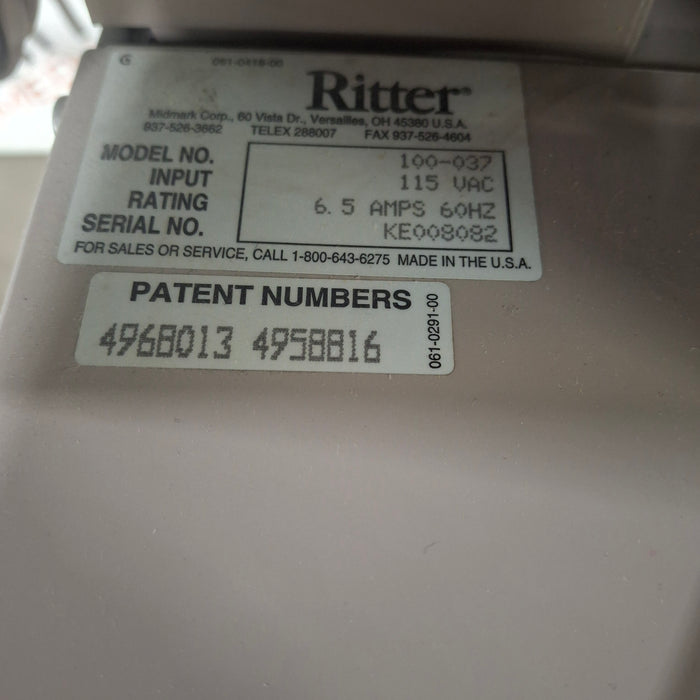 G 061-0418-00
Ritter®
Midmark Corp., 60 Vista Dr., Versailles, OH 45380 U.S.A.
937-526-3662 TELEX 288007 FAX 937-526-4604
MODEL NO. 100-037
INPUT 115 VAC
RATING 6.5 AMPS 60HZ
SERIAL NO. KE008082
FOR SALES OR SERVICE, CALL 1-800-643-6275 MADE IN THE U.S.A.
PATENT NUMBERS
4968013 4958816
061-0291-00